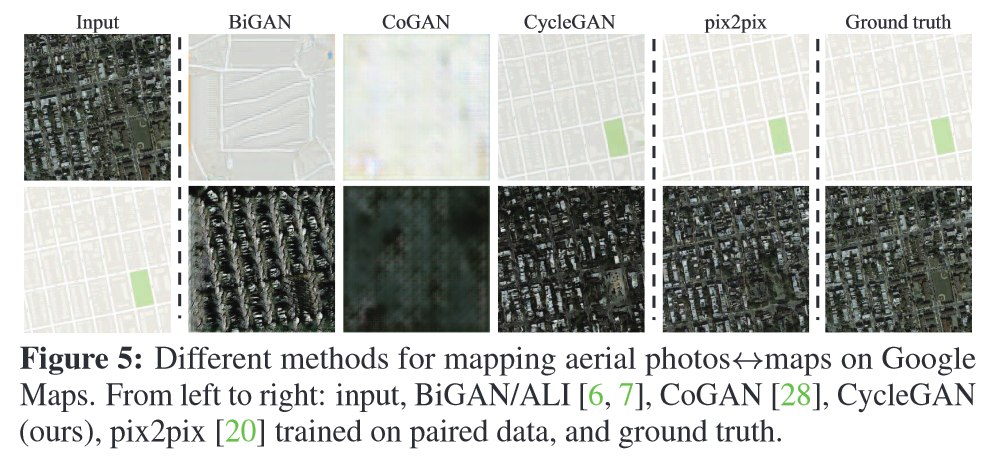 Input BiGAN CoGAN CycleGAN pix2pix Ground truth
Figure 5: Different methods for mapping aerial photos↔maps on Google
Maps. From left to right: input, BiGAN/ALI [6, 7], CoGAN [28], CycleGAN
(ours), pix2pix [20] trained on paired data, and ground truth.